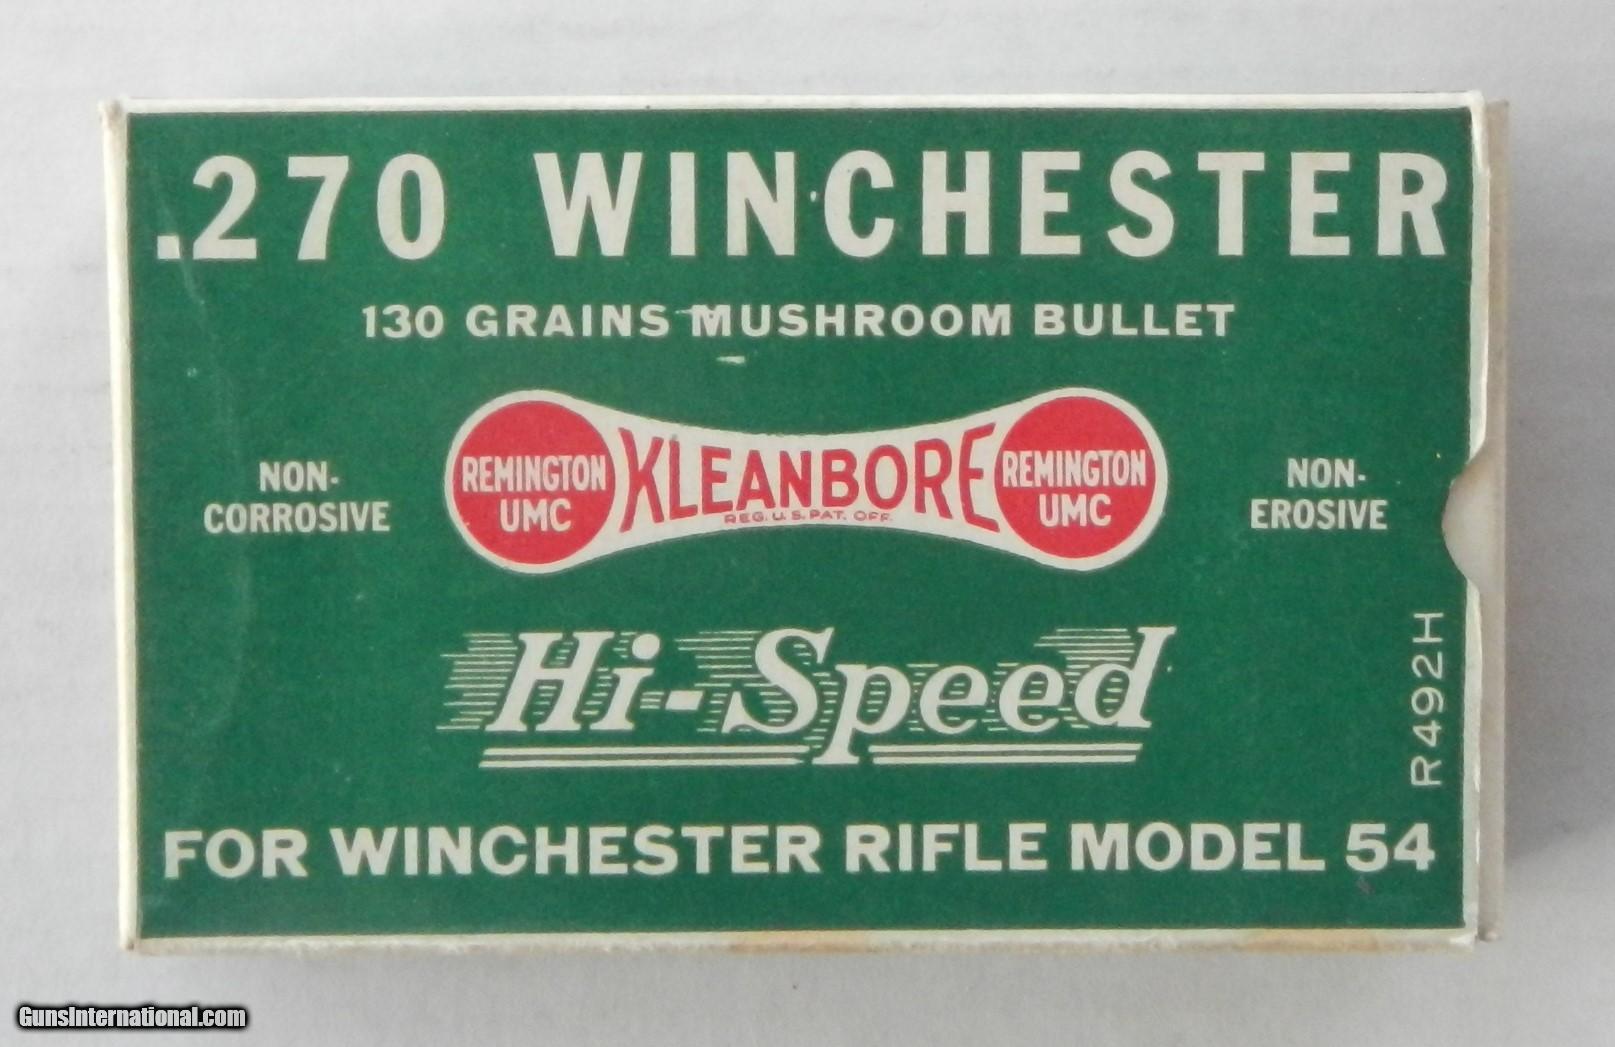 .270 WINCHESTER
130 GRAINS MUSHROOM BULLET
NON-
CORROSIVE
REMINGTON
UMC
KLEANBORE
REG. U.S. PAT. OFF.
REMINGTON
UMC
NON-
EROSIVE
Hi-Speed
R492H
FOR WINCHESTER RIFLE MODEL 54
GunsInternational.com